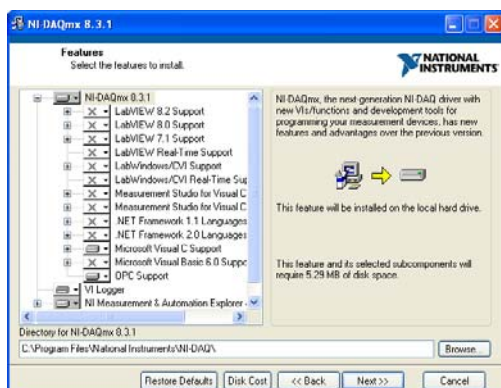 NI-DAQmx 8.3.1
Features
Select the features to install.
NATIONAL
INSTRUMENTS
NI-DAQmx 8.3.1
LabVIEW 8.2 Support
LabVIEW 8.0 Support
LabVIEW 7.1 Support
LabVIEW Real-Time Support
LabWindows/CVI Support
LabWindows/CVI Real-Time Sup
Measurement Studio for Visual C
Measurement Studio for Visual C
.NET Framework 1.1 Languages
.NET Framework 2.0 Languages
Microsoft Visual C Support
Microsoft Visual Basic 6.0 Suppo
OPC Support
VI Logger
NI Measurement & Automation Explorer
NI-DAQmx, the next-generation NI-DAQ driver with
new VIs/functions and development tools for
programming your measurement devices, has new
features and advantages over the previous version.
This feature will be installed on the local hard drive.
This feature and its selected subcomponents will
require 5.29 MB of disk space.
Directory for NI-DAQmx 8.3.1
C:\Program Files\National Instruments\NI-DAQ\
Browse...
Restore Defaults
Disk Cost
<< Back
Next >>
Cancel